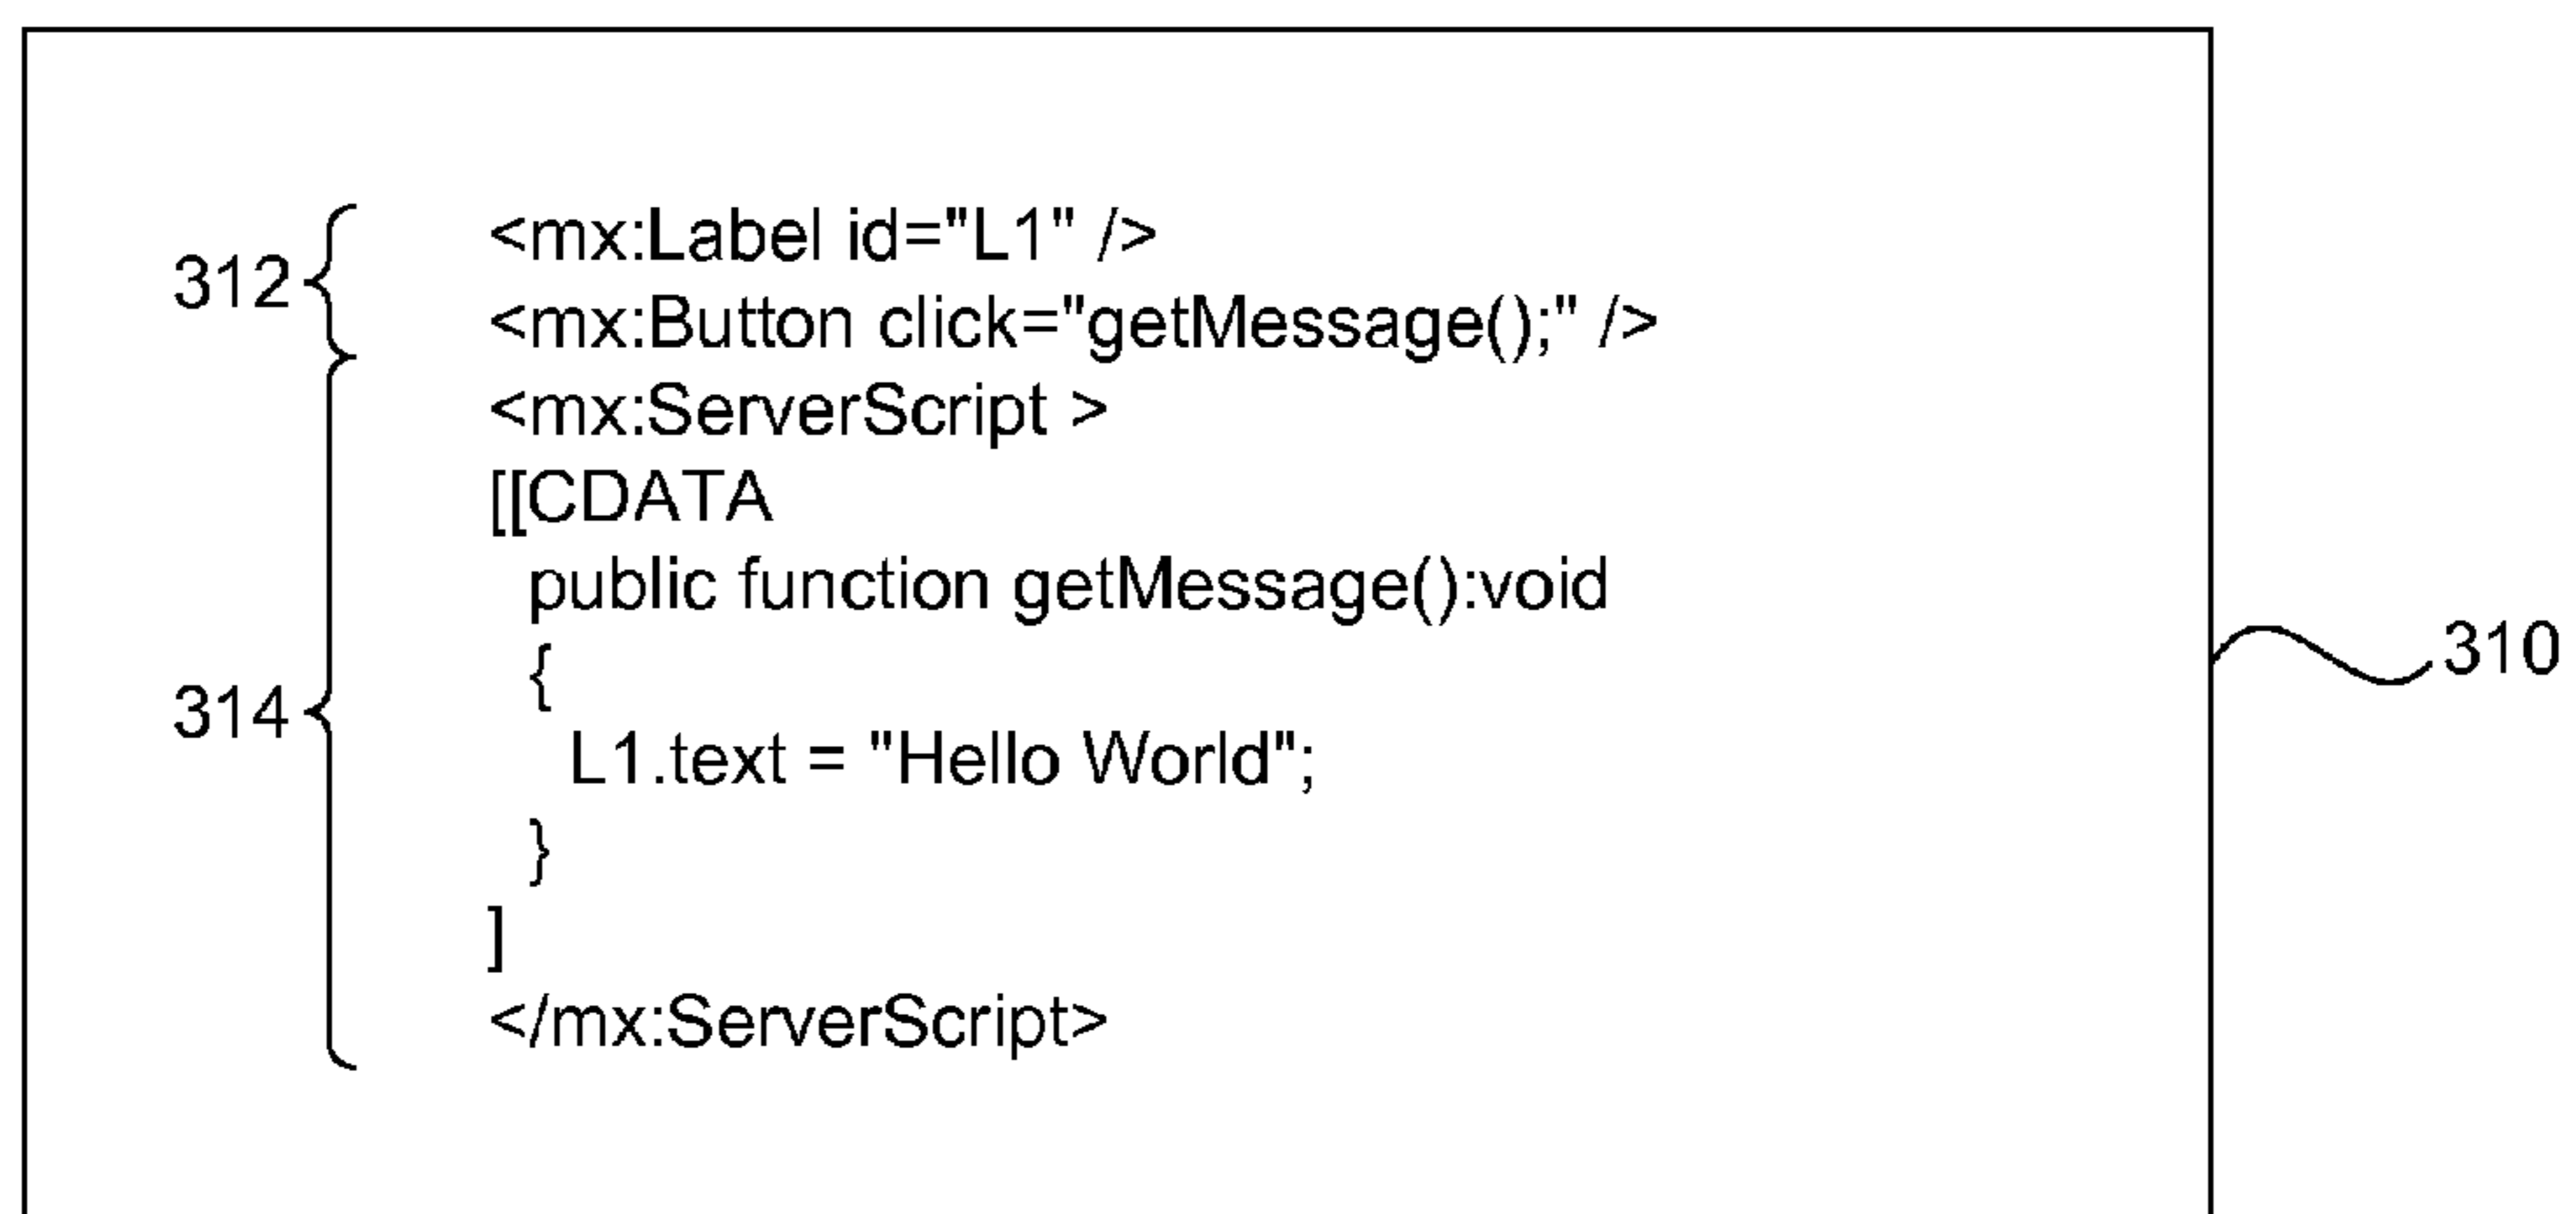 312
<mx:Label id="L1" />
<mx:Button click="getMessage();" />
<mx:ServerScript >
[[CDATA
public function getMessage():void
{
314
L1.text = "Hello World";
}
]
</mx:ServerScript>
310